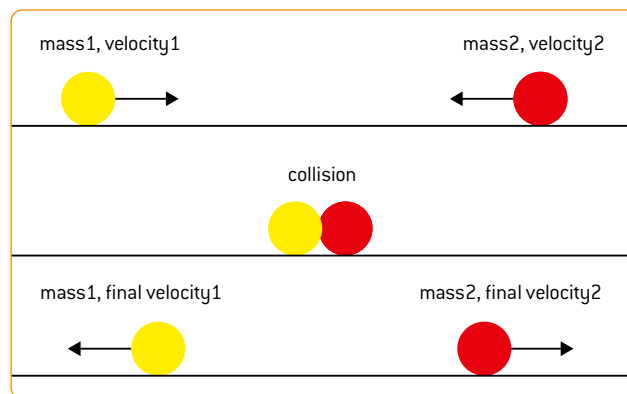 mass1, velocity1
mass2, velocity2
collision
mass1, final velocity1
mass2, final velocity2